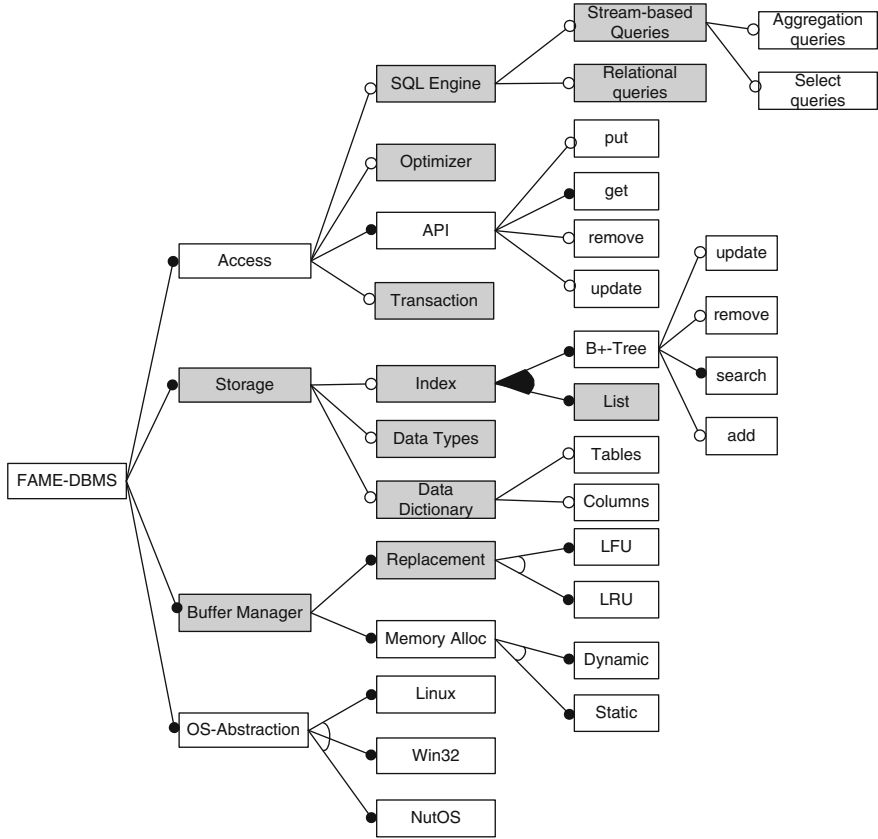 Stream-based
Queries
Aggregation
queries
SQL Engine
Relational
queries
Select
queries
put
Optimizer
get
API
remove
update
Access
update
Transaction
remove
B+-Tree
Storage
Index
search
List
Data Types
add
Tables
FAME-DBMS
Data
Dictionary
Columns
LFU
Replacement
LRU
Buffer Manager
Memory Alloc
Dynamic
Linux
Static
OS-Abstraction
Win32
NutOS